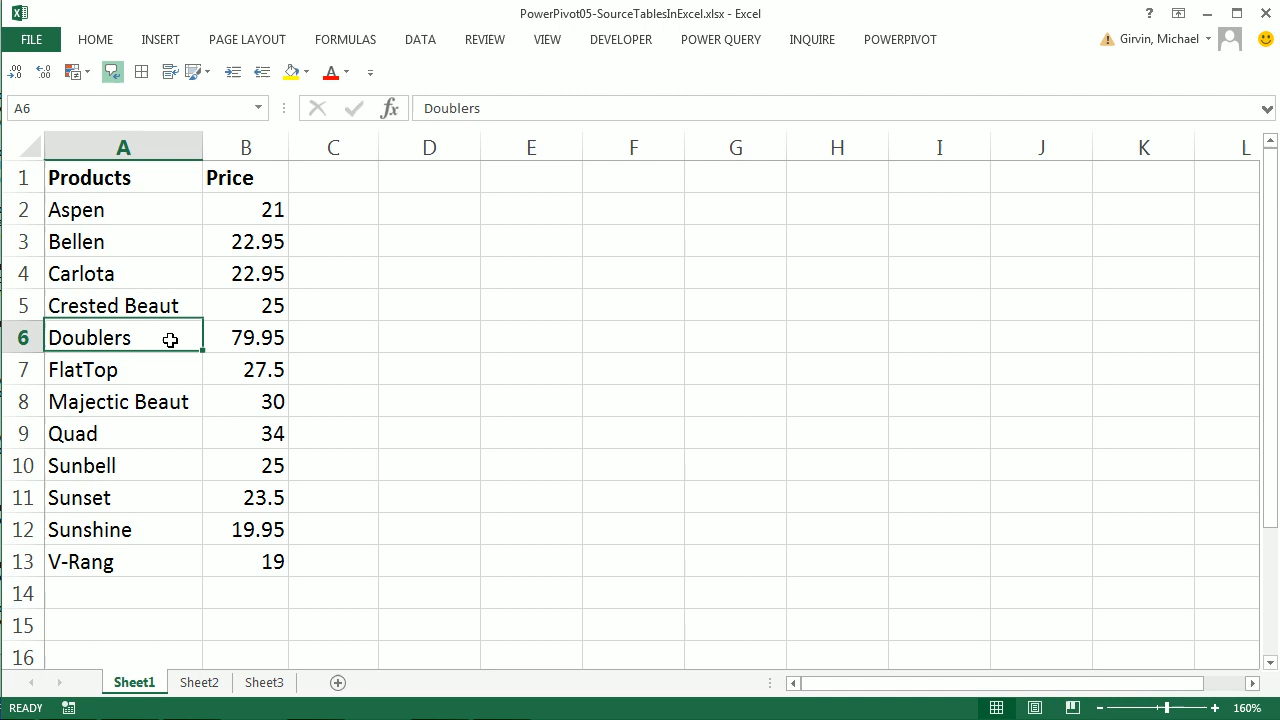 PowerPivot05-SourceTablesInExcel.xlsx - Excel
FILE HOME INSERT PAGE LAYOUT FORMULAS DATA REVIEW VIEW DEVELOPER POWER QUERY INQUIRE POWERPIVOT Girvin, Michael
A6 fx Doublers
A B C D E F G H I J K L
1 Products Price
2 Aspen 21
3 Bellen 22.95
4 Carlota 22.95
5 Crested Beaut 25
6 Doublers 79.95
7 FlatTop 27.5
8 Majectic Beaut 30
9 Quad 34
10 Sunbell 25
11 Sunset 23.5
12 Sunshine 19.95
13 V-Rang 19
14
15
16
Sheet1 Sheet2 Sheet3
READY 160%